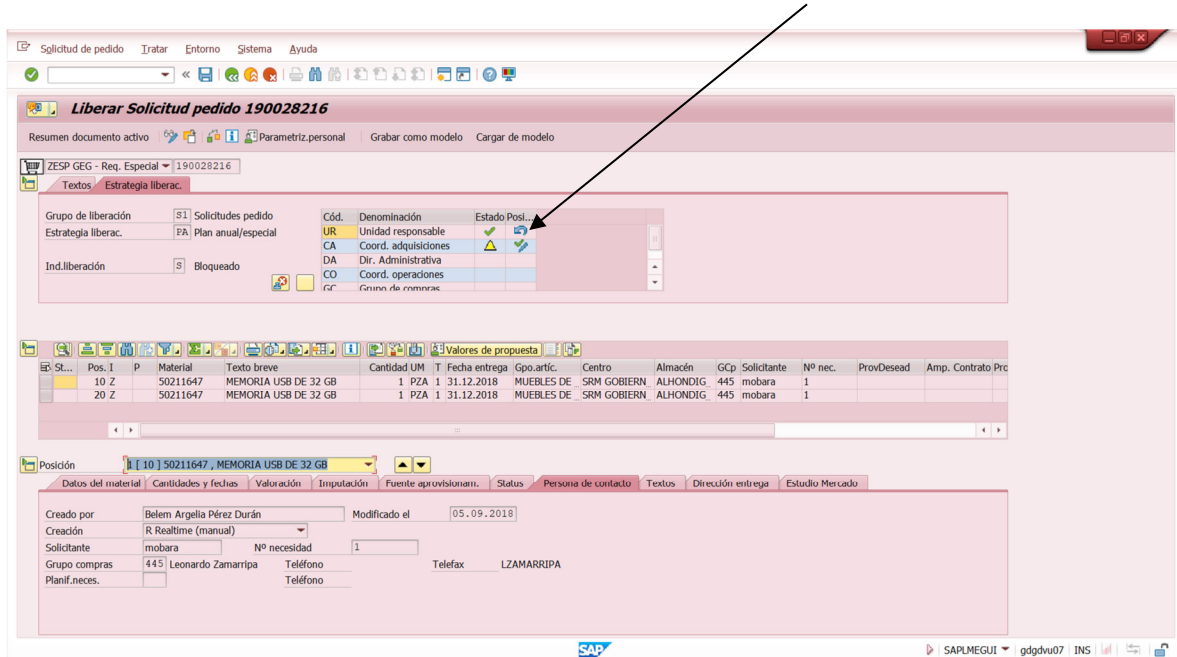 Solicitud de pedido Tratar Entorno Sistema Ayuda
Liberar Solicitud pedido 190028216
Resumen documento activo Parametriz.personal Grabar como modelo Cargar de modelo
ZESP GEG - Req. Especial 190028216
Textos Estrategia liberac.
Grupo de liberación S1 Solicitudes pedido
Estrategia liberac. PA Plan anual/especial
Ind.liberación S Bloqueado
Cód. Denominación Estado Posi...
UR Unidad responsable
CA Coord. adquisiciones
DA Dir. Administrativa
CO Coord. operaciones
GC Grupo de compras
Valores de propuesta
St... Pos. I P Material Texto breve Cantidad UM T Fecha entrega Gpo.artíc. Centro Almacén GCp Solicitante Nº nec. ProvDesead Amp. Contrato Prc
10 Z 50211647 MEMORIA USB DE 32 GB 1 PZA 1 31.12.2018 MUEBLES DE _ SRM GOBIERN_ ALHONDIG_ 445 mobara 1
20 Z 50211647 MEMORIA USB DE 32 GB 1 PZA 1 31.12.2018 MUEBLES DE _ SRM GOBIERN_ ALHONDIG_ 445 mobara 1
Posición 1 [ 10 ] 50211647 , MEMORIA USB DE 32 GB
Datos del material Cantidades y fechas Valoración Imputación Fuente aprovisionam. Status Persona de contacto Textos Dirección entrega Estudio Mercado
Creado por Belem Argelia Pérez Durán Modificado el 05.09.2018
Creación R Realtime (manual)
Solicitante mobara Nº necesidad 1
Grupo compras 445 Leonardo Zamarripa Teléfono Telefax LZAMARRIPA
Planif.neces. Teléfono
SAP
SAPLMEGUI gdgdvu07 INS